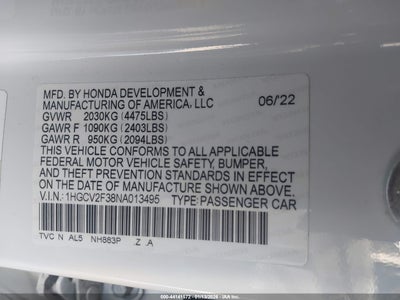 MFD. BY HONDA DEVELOPMENT &
MANUFACTURING OF AMERICA, LLC 06/22
GVWR 2030KG (4475LBS)
GAWR F 1090KG (2403LBS)
GAWR R 950KG (2094LBS)
THIS VEHICLE CONFORMS TO ALL APPLICABLE
FEDERAL MOTOR VEHICLE SAFETY, BUMPER,
AND THEFT PREVENTION STANDARDS IN EFFECT
ON THE DATE OF MANUFACTURE SHOWN ABOVE.
V.I.N.: 1HGCV2F38NA013495 TYPE: PASSENGER CAR
TVC N AL5 NH883P Z A